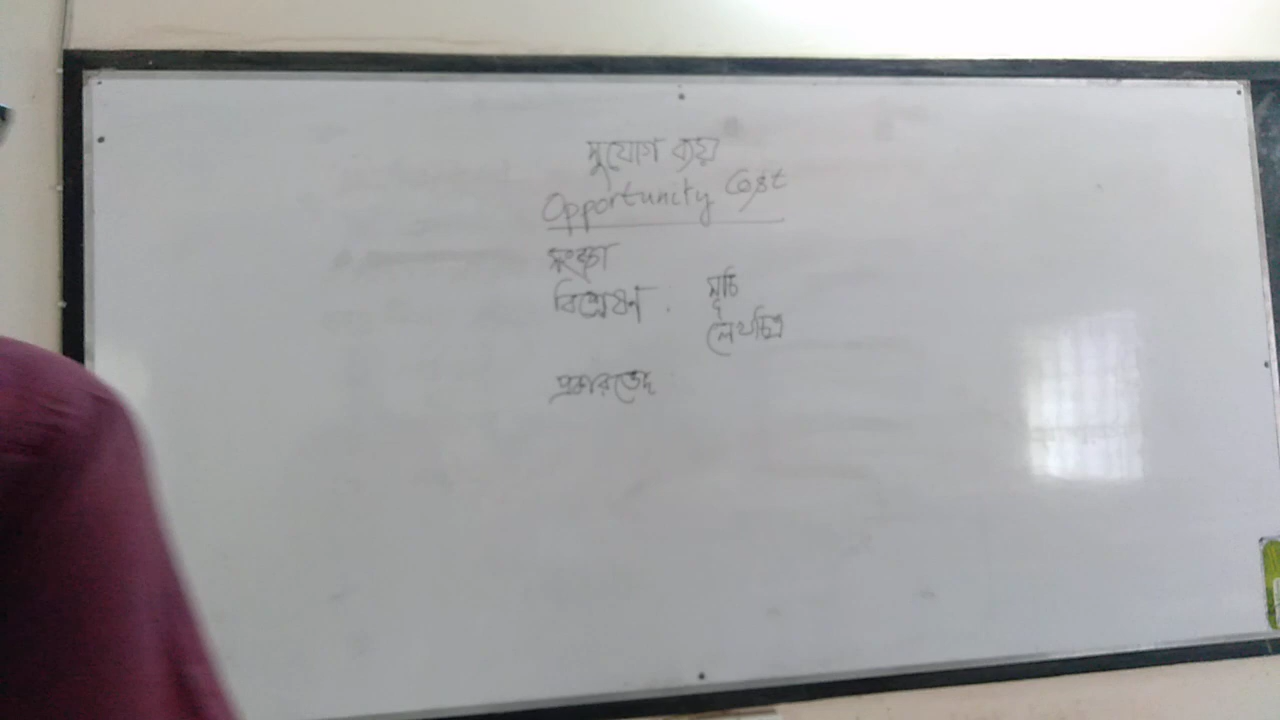 সুযোগ ব্যয়
Opportunity Cost
সংজ্ঞা
বিশ্লেষণ . সূচি
লেখচিত্র
প্রকারভেদ